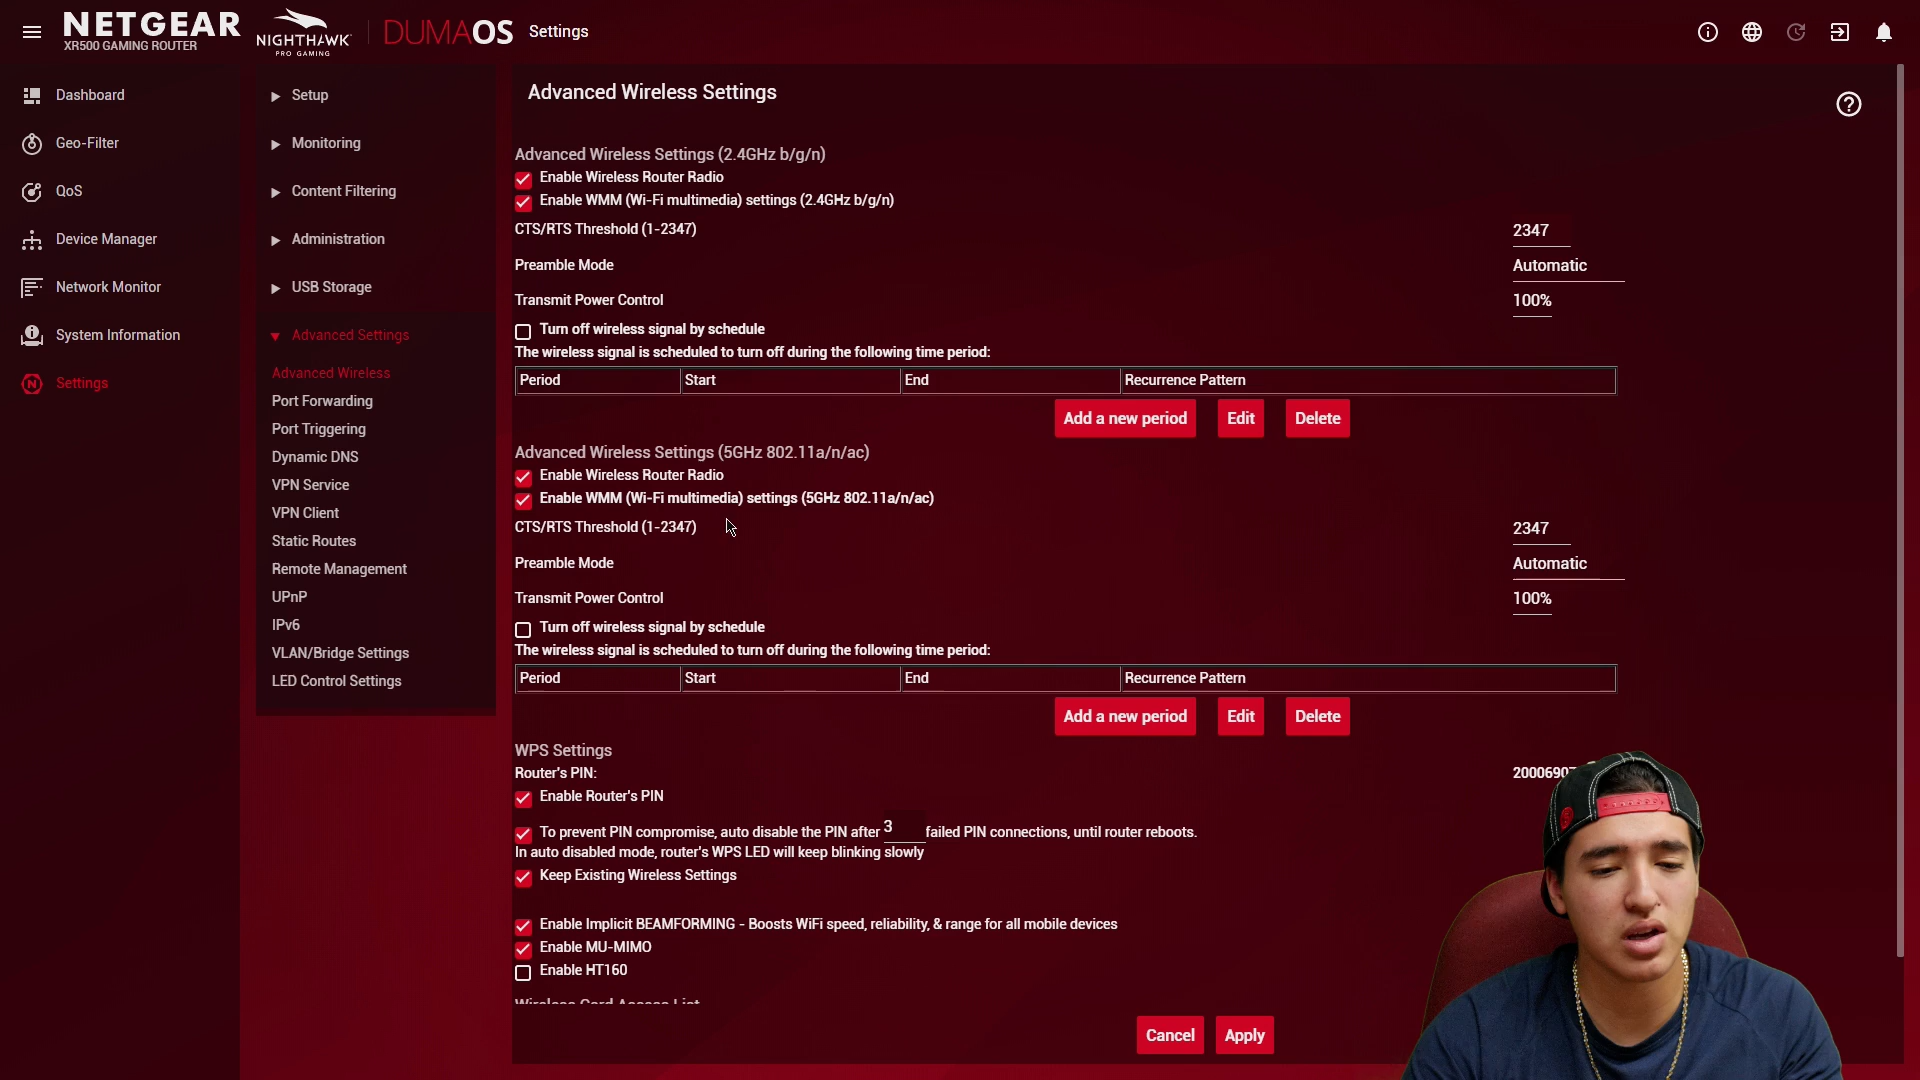 NETGEAR
XR500 GAMING ROUTER
NIGHTHAWK
PRO GAMING
DUMAOS
Settings
Dashboard
Geo-Filter
QoS
Device Manager
Network Monitor
System Information
Settings
Setup
Monitoring
Content Filtering
Administration
USB Storage
Advanced Settings
Advanced Wireless
Port Forwarding
Port Triggering
Dynamic DNS
VPN Service
VPN Client
Static Routes
Remote Management
UPnP
IPv6
VLAN/Bridge Settings
LED Control Settings
Advanced Wireless Settings
Advanced Wireless Settings (2.4GHz b/g/n)
Enable Wireless Router Radio
Enable WMM (Wi-Fi multimedia) settings (2.4GHz b/g/n)
CTS/RTS Threshold (1-2347) 2347
Preamble Mode Automatic
Transmit Power Control 100%
Turn off wireless signal by schedule
The wireless signal is scheduled to turn off during the following time period:
Period Start End Recurrence Pattern
Add a new period Edit Delete
Advanced Wireless Settings (5GHz 802.11a/n/ac)
Enable Wireless Router Radio
Enable WMM (Wi-Fi multimedia) settings (5GHz 802.11a/n/ac)
CTS/RTS Threshold (1-2347) 2347
Preamble Mode Automatic
Transmit Power Control 100%
Turn off wireless signal by schedule
The wireless signal is scheduled to turn off during the following time period:
Period Start End Recurrence Pattern
Add a new period Edit Delete
WPS Settings
Router's PIN:
Enable Router's PIN
To prevent PIN compromise, auto disable the PIN after 3 failed PIN connections, until router reboots.
In auto disabled mode, router's WPS LED will keep blinking slowly
Keep Existing Wireless Settings
Enable Implicit BEAMFORMING - Boosts WiFi speed, reliability, & range for all mobile devices
Enable MU-MIMO
Enable HT160
Wireless Card Access List
Cancel Apply